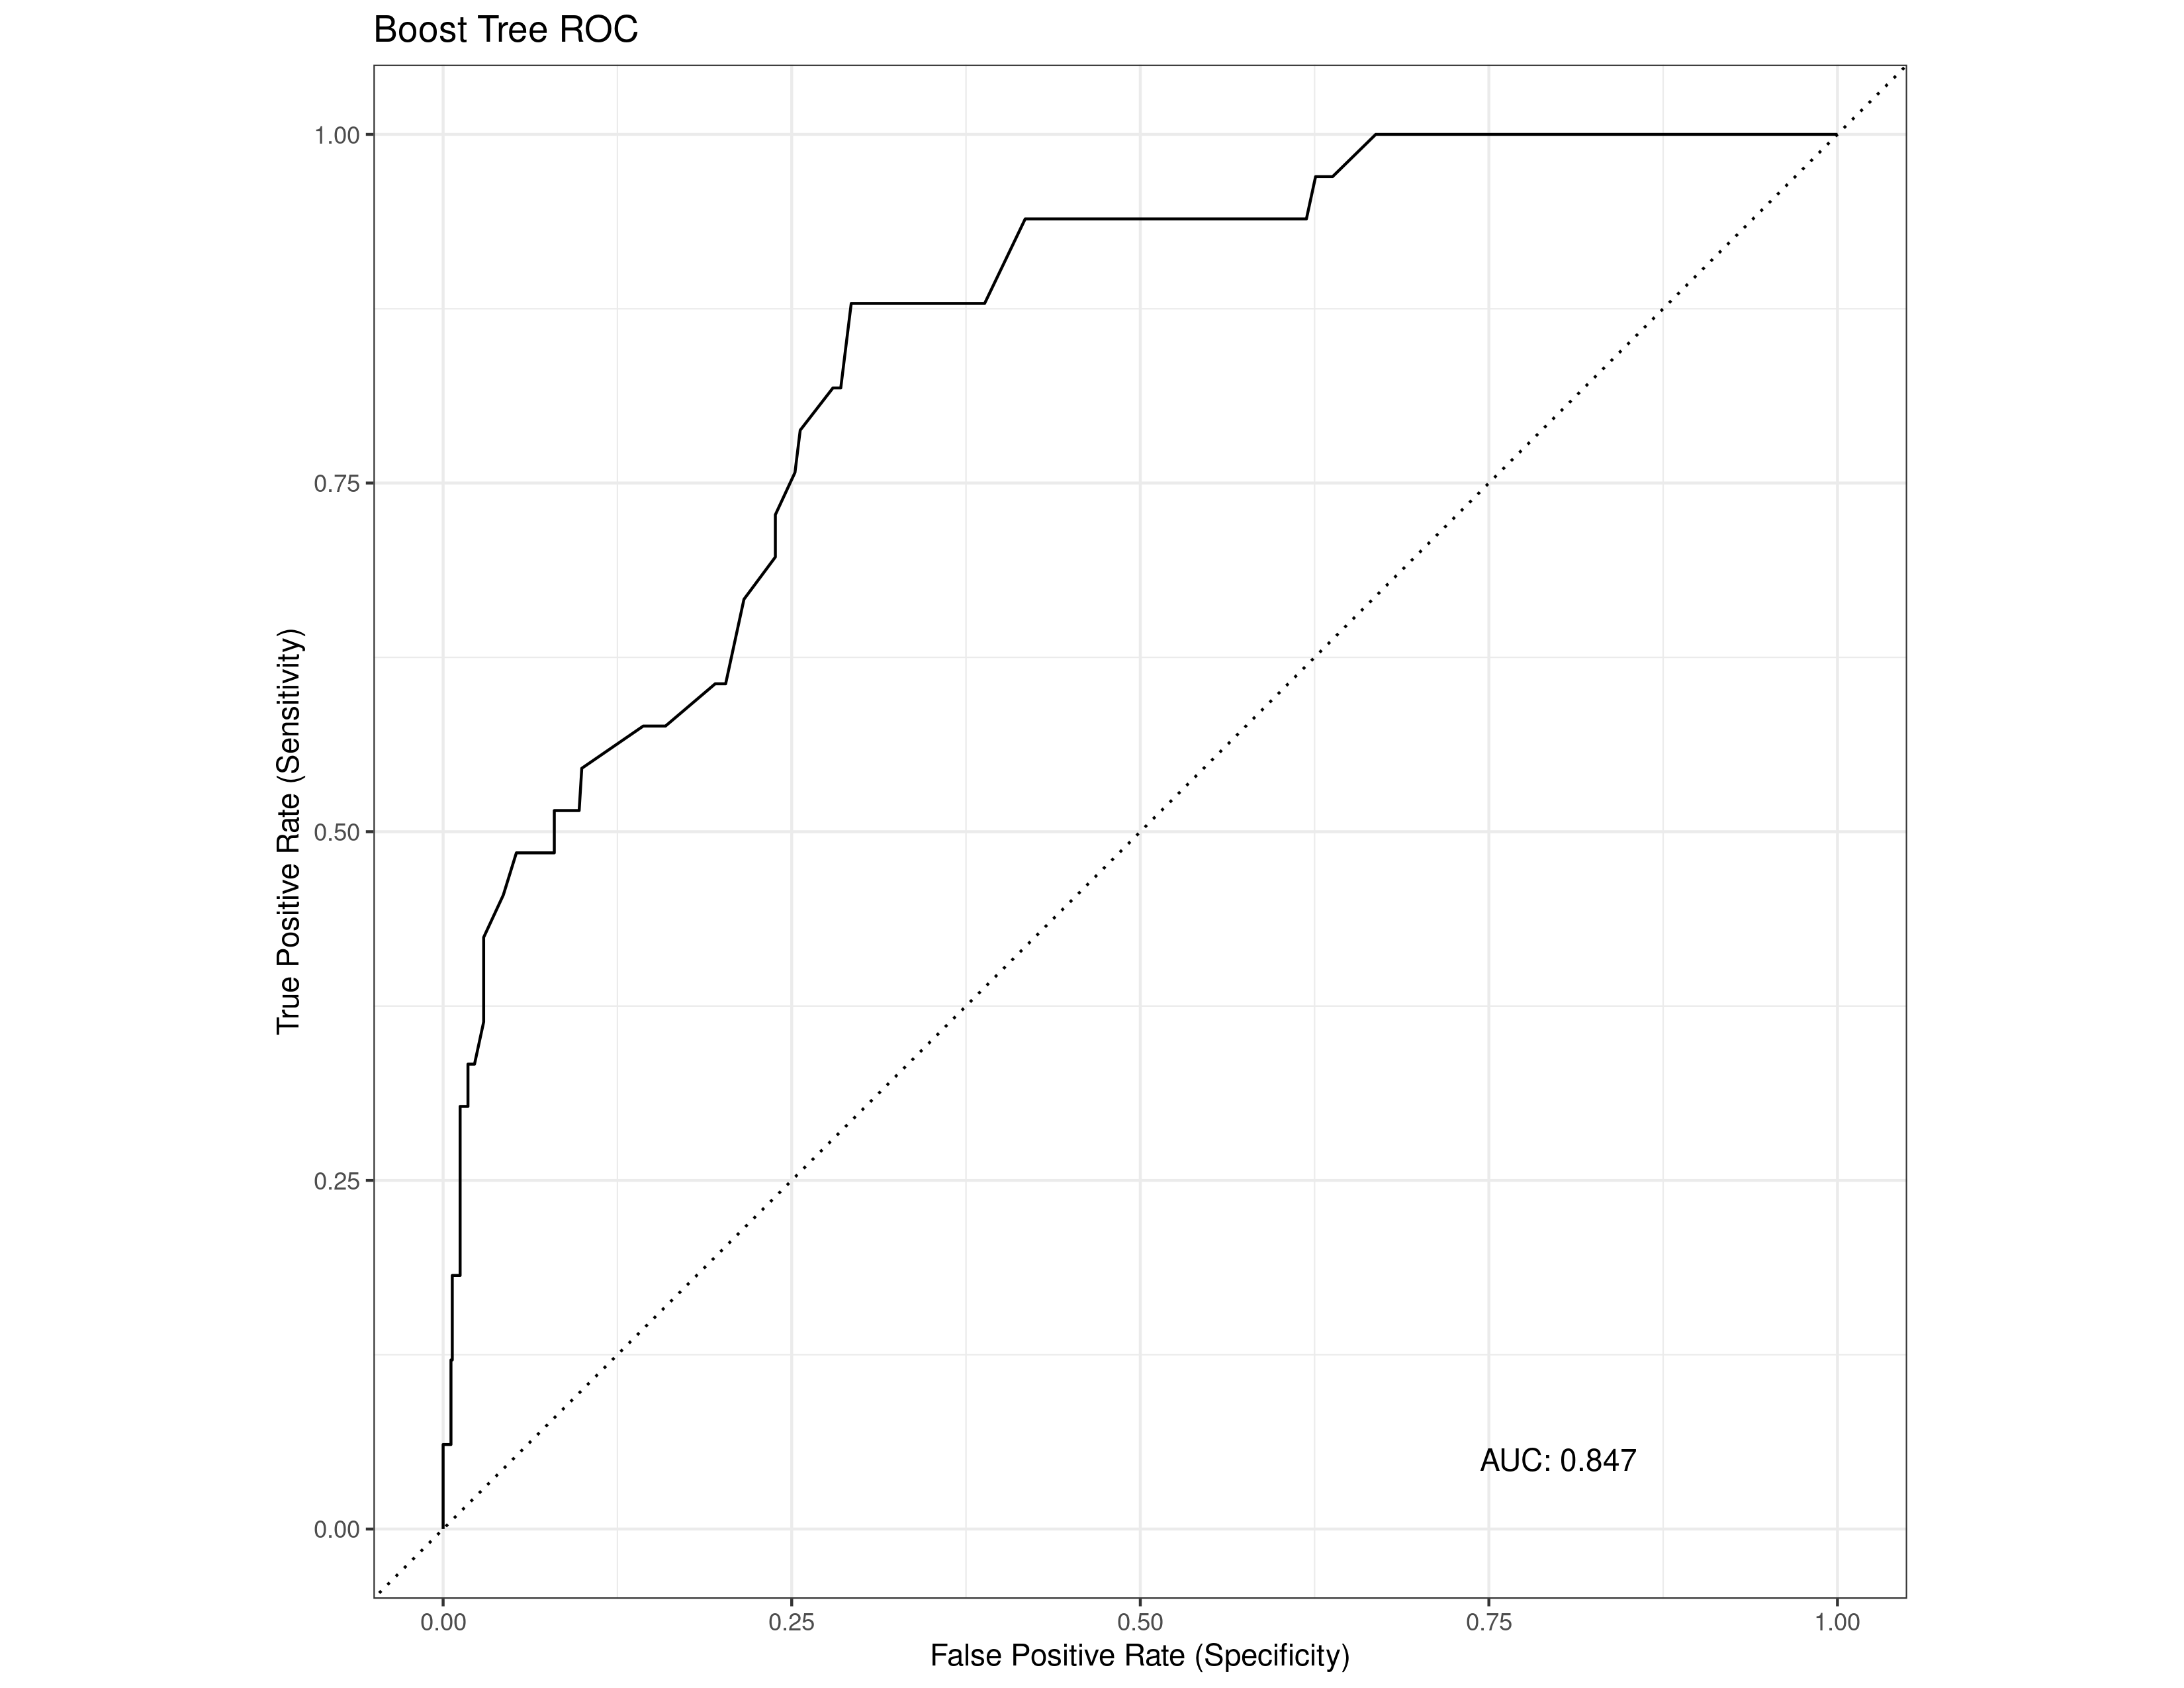 Boost Tree ROC
True Positive Rate (Sensitivity)
1.00
0.75
0.50
0.25
0.00
AUC: 0.847
0.00 0.25 0.50 0.75 1.00
False Positive Rate (Specificity)